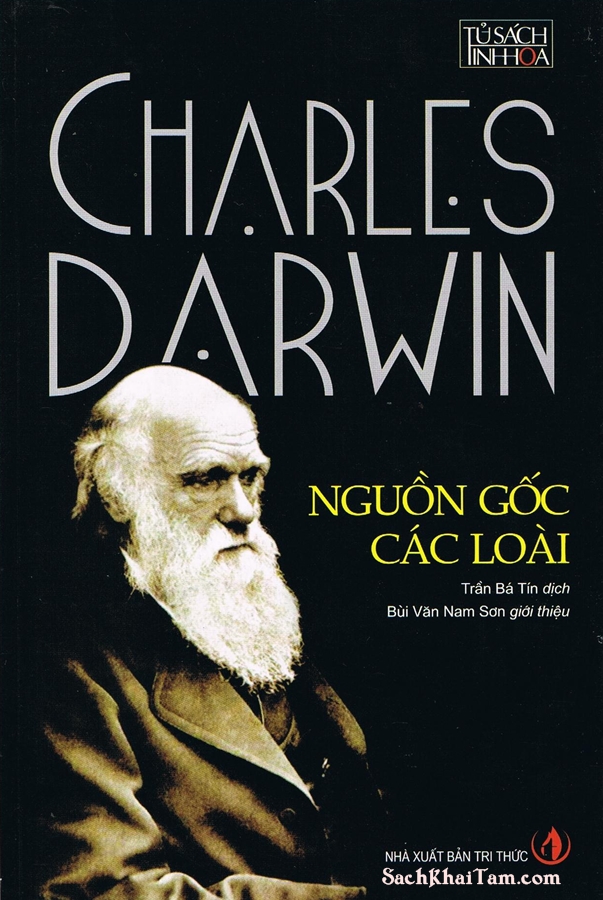 TỦ SÁCH
TINH HOA
CHARLES
DARWIN
NGUỒN GỐC
CÁC LOÀI
Trần Bá Tín dịch
Bùi Văn Nam Sơn giới thiệu
NHÀ XUẤT BẢN TRI THỨC
SachKhaiTam.com